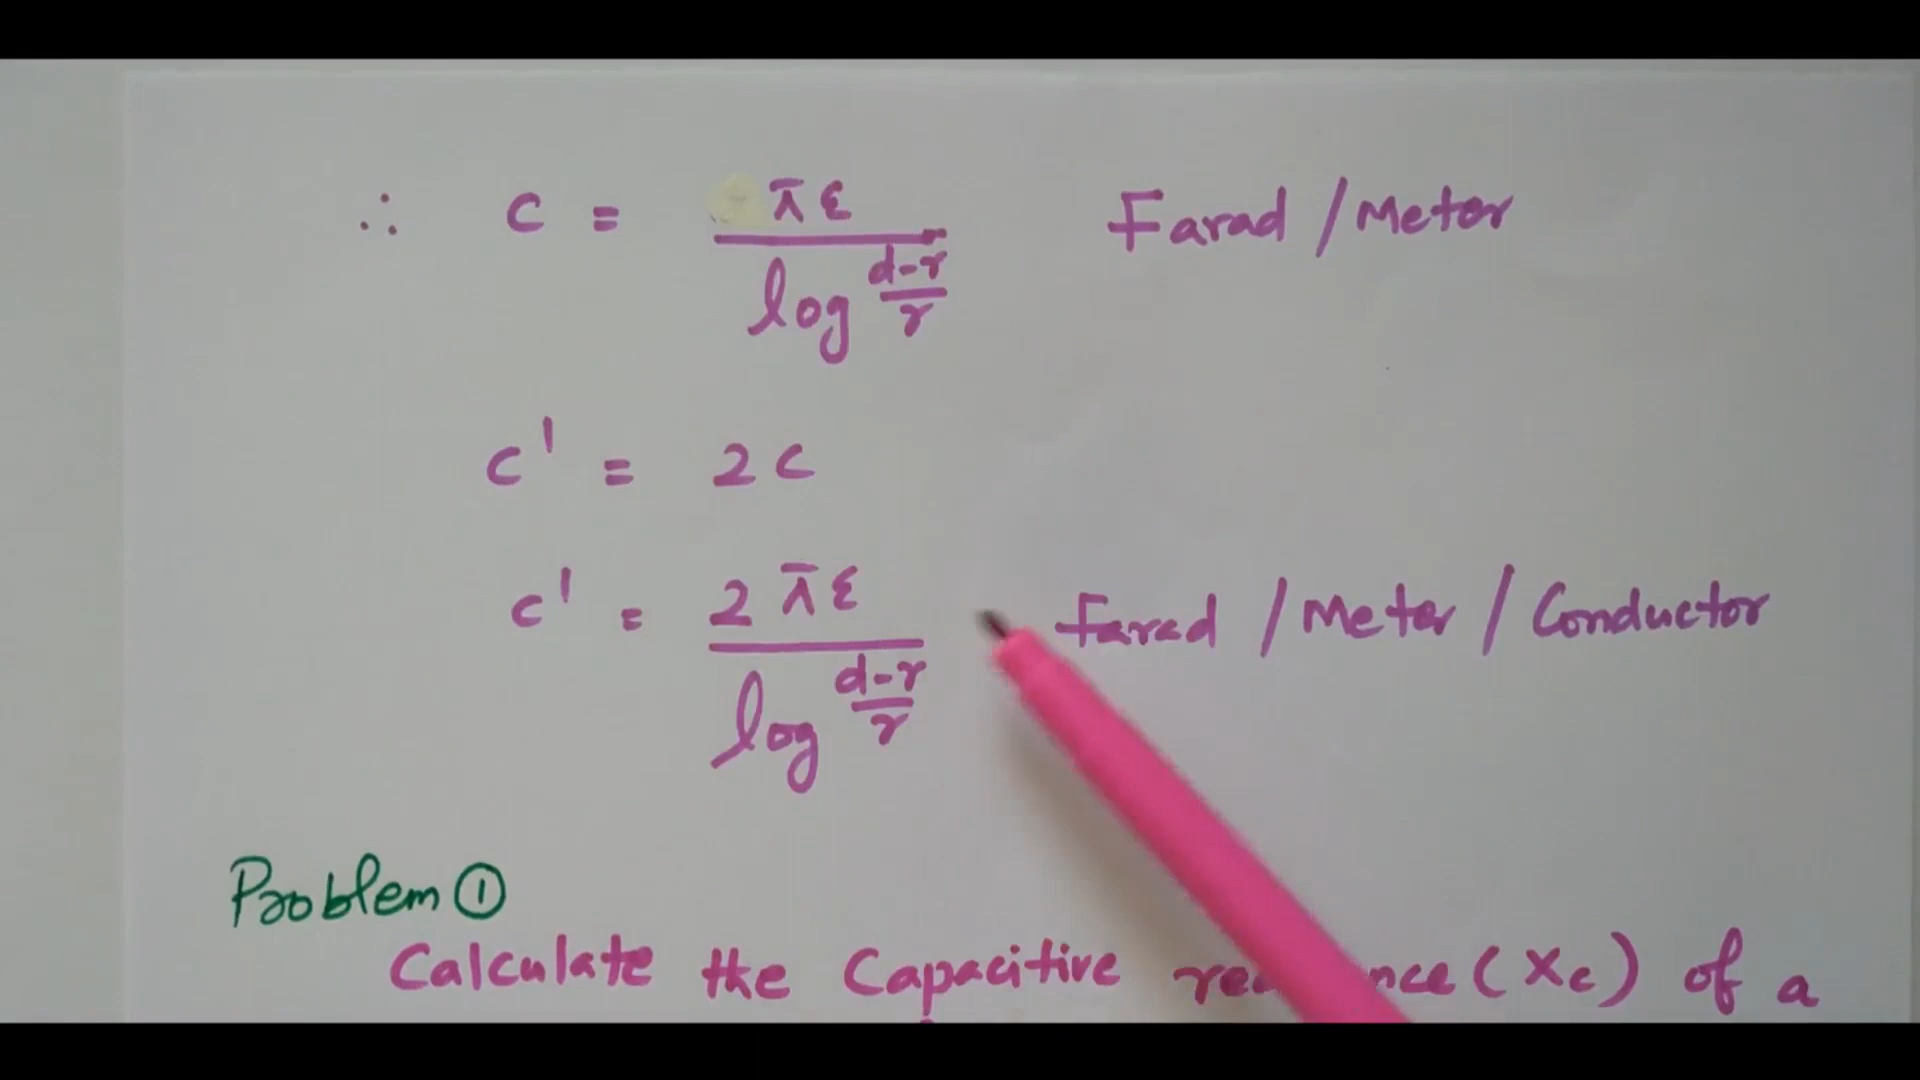 ∴ C = πε / log (d-r)/r Farad / Meter
C' = 2C
C' = 2πε / log (d-r)/r Farad / Meter / Conductor
Problem ①
Calculate the Capacitive (Xc) of a